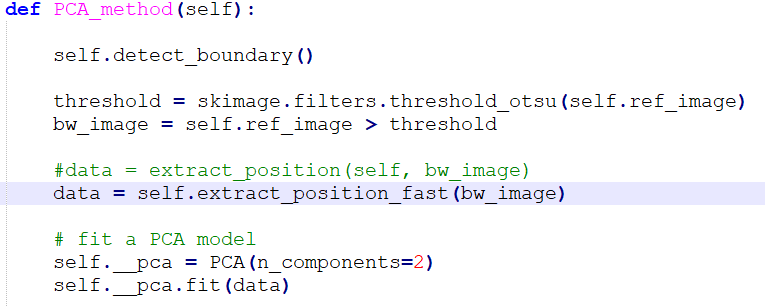 def PCA_method(self):
self.detect_boundary()
threshold = skimage.filters.threshold_otsu(self.ref_image)
bw_image = self.ref_image > threshold
#data = extract_position(self, bw_image)
data = self.extract_position_fast(bw_image)
# fit a PCA model
self.__pca = PCA(n_components=2)
self.__pca.fit(data)